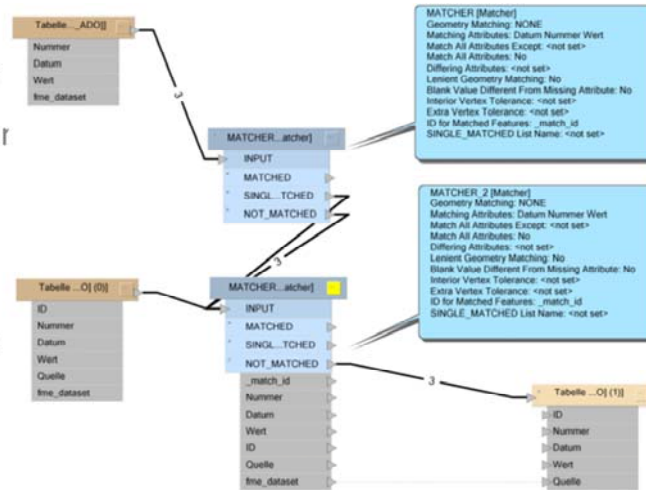 Tabelle..._ADO]]
Nummer
Datum
Wert
fme_dataset
3
r
MATCHER...atcher]
INPUT
MATCHED
SINGL...TCHED
NOT_MATCHED
MATCHER [Matcher]
Geometry Matching: NONE
Matching Attributes: Datum Nummer Wert
Match All Attributes Except: <not set>
Match All Attributes: No
Differing Attributes: <not set>
Lenient Geometry Matching: No
Blank Value Different From Missing Attribute: No
Interior Vertex Tolerance: <not set>
Extra Vertex Tolerance: <not set>
ID for Matched Features: _match_id
SINGLE_MATCHED List Name: <not set>
3
Tabelle ...O] (0)]
ID
Nummer
Datum
Wert
Quelle
fme_dataset
MATCHER...atcher]
INPUT
MATCHED
SINGL...TCHED
NOT_MATCHED
_match_id
Nummer
Datum
Wert
ID
Quelle
fme_dataset
MATCHER_2 [Matcher]
Geometry Matching: NONE
Matching Attributes: Datum Nummer Wert
Match All Attributes Except: <not set>
Match All Attributes: No
Differing Attributes: <not set>
Lenient Geometry Matching: No
Blank Value Different From Missing Attribute: No
Interior Vertex Tolerance: <not set>
Extra Vertex Tolerance: <not set>
ID for Matched Features: _match_id
SINGLE_MATCHED List Name: <not set>
3
Tabelle ...O] (1)]
ID
Nummer
Datum
Wert
Quelle